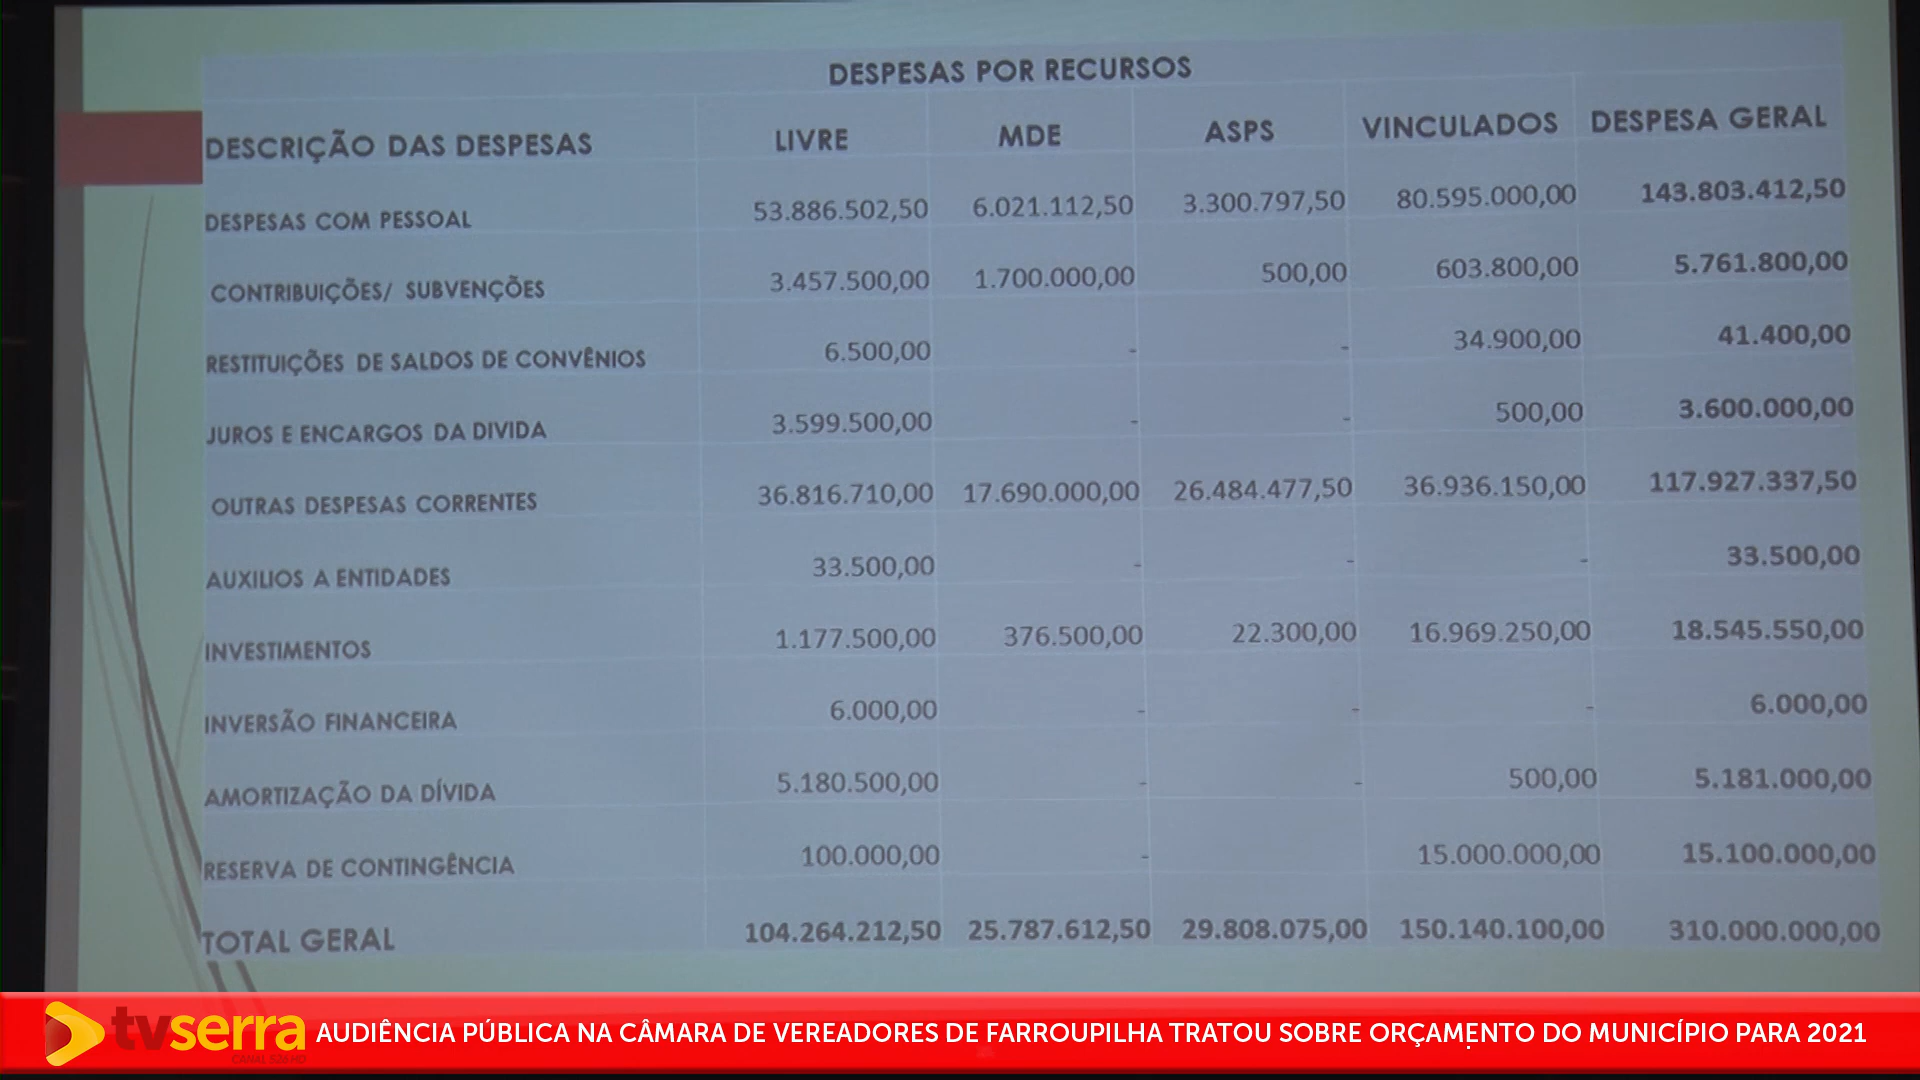 DESPESAS POR RECURSOS
DESCRIÇÃO DAS DESPESAS LIVRE MDE ASPS VINCULADOS DESPESA GERAL
DESPESAS COM PESSOAL 53.886.502,50 6.021.112,50 3.300.797,50 80.595.000,00 143.803.412,50
CONTRIBUIÇÕES/ SUBVENÇÕES 3.457.500,00 1.700.000,00 500,00 603.800,00 5.761.800,00
RESTITUIÇÕES DE SALDOS DE CONVÊNIOS 6.500,00 - - 34.900,00 41.400,00
JUROS E ENCARGOS DA DIVIDA 3.599.500,00 - - 500,00 3.600.000,00
OUTRAS DESPESAS CORRENTES 36.816.710,00 17.690.000,00 26.484.477,50 36.936.150,00 117.927.337,50
AUXILIOS A ENTIDADES 33.500,00 - - - 33.500,00
INVESTIMENTOS 1.177.500,00 376.500,00 22.300,00 16.969.250,00 18.545.550,00
INVERSÃO FINANCEIRA 6.000,00 - - - 6.000,00
AMORTIZAÇÃO DA DÍVIDA 5.180.500,00 - - 500,00 5.181.000,00
RESERVA DE CONTINGÊNCIA 100.000,00 - 15.000.000,00 15.100.000,00
TOTAL GERAL 104.264.212,50 25.787.612,50 29.808.075,00 150.140.100,00 310.000.000,00
tvserra AUDIÊNCIA PÚBLICA NA CÂMARA DE VEREADORES DE FARROUPILHA TRATOU SOBRE ORÇAMENTO DO MUNICÍPIO PARA 2021
CANAL 526 HD